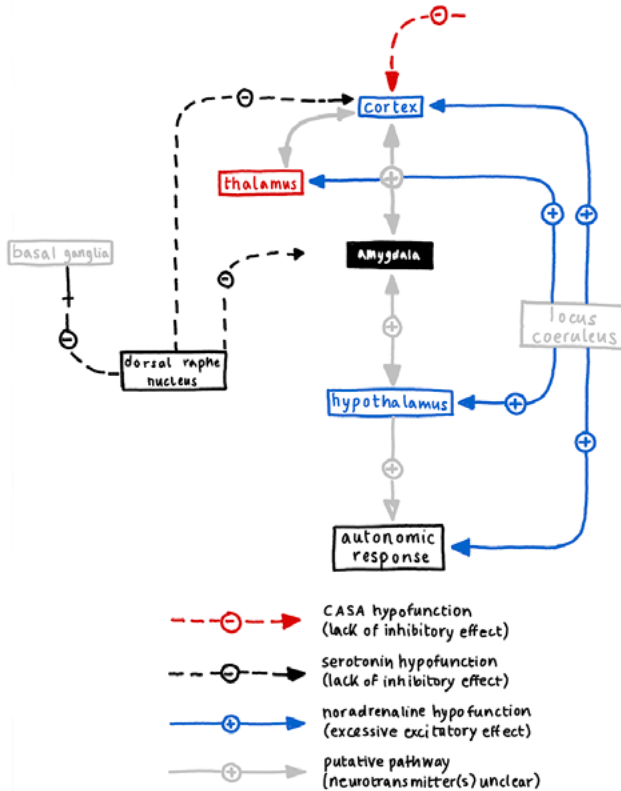 cortex
thalamus
basal ganglia
amygdala
locus
coeruleus
dorsal raphe
nucleus
hypothalamus
autonomic
response
CASA hypofunction
(lack of inhibitory effect)
serotonin hypofunction
(lack of inhibitory effect)
noradrenaline hypofunction
(excessive excitatory effect)
putative pathway
(neurotransmitter(s) unclear)